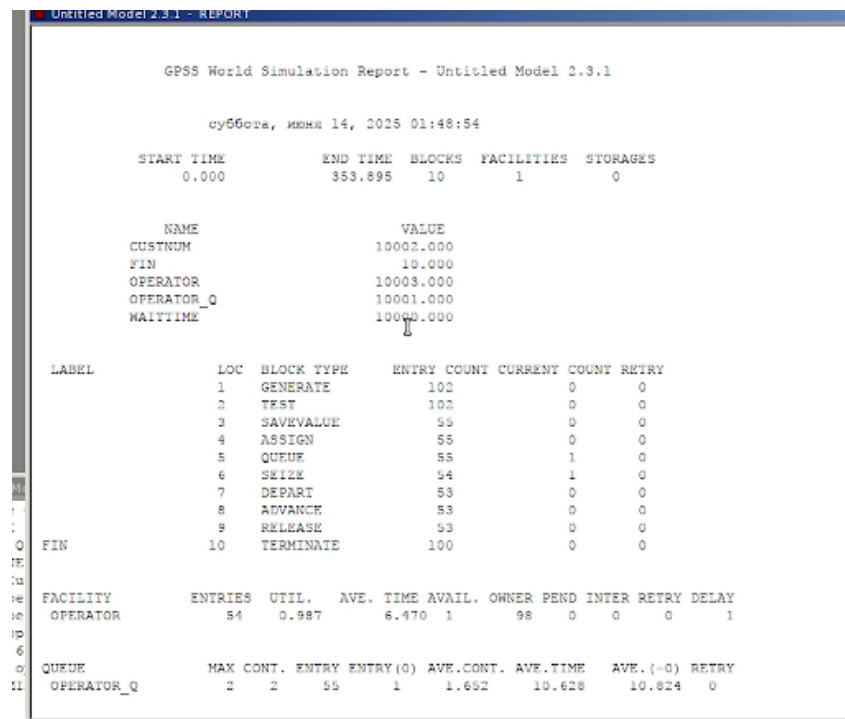 Untitled Model 2.3.1 - REPORT
GPSS World Simulation Report - Untitled Model 2.3.1
суббота, июня 14, 2025 01:48:54
START TIME END TIME BLOCKS FACILITIES STORAGES
0.000 353.895 10 1 0
NAME VALUE
CUSTNUM 10002.000
FIN 10.000
OPERATOR 10003.000
OPERATOR_Q 10001.000
WAITTIME 10000.000
LABEL LOC BLOCK TYPE ENTRY COUNT CURRENT COUNT RETRY
1 GENERATE 102 0 0
2 TEST 102 0 0
3 SAVEVALUE 55 0 0
4 ASSIGN 55 0 0
5 QUEUE 55 1 0
6 SEIZE 54 1 0
7 DEPART 53 0 0
8 ADVANCE 53 0 0
9 RELEASE 53 0 0
FIN 10 TERMINATE 100 0 0
FACILITY ENTRIES UTIL. AVE. TIME AVAIL. OWNER PEND INTER RETRY DELAY
OPERATOR 54 0.987 6.470 1 98 0 0 0 1
QUEUE MAX CONT. ENTRY ENTRY(0) AVE.CONT. AVE.TIME AVE.(-0) RETRY
OPERATOR_Q 2 2 55 1 1.652 10.628 10.824 0